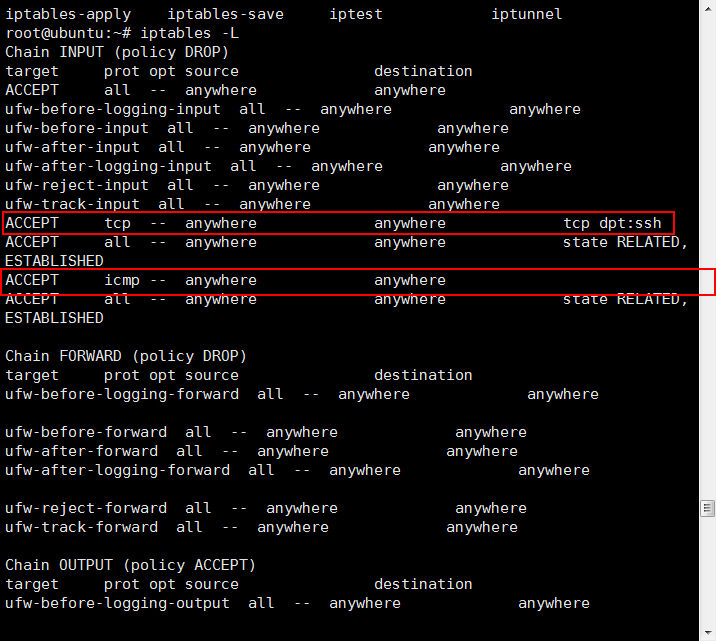 iptables-apply    iptables-save     iptest            iptunnel
root@ubuntu:~# iptables -L
Chain INPUT (policy DROP)
target     prot opt source               destination
ACCEPT     all  --  anywhere             anywhere
ufw-before-logging-input  all  --  anywhere             anywhere
ufw-before-input  all  --  anywhere             anywhere
ufw-after-input  all  --  anywhere             anywhere
ufw-after-logging-input  all  --  anywhere             anywhere
ufw-reject-input  all  --  anywhere             anywhere
ufw-track-input  all  --  anywhere             anywhere
ACCEPT     tcp  --  anywhere             anywhere             tcp dpt:ssh
ACCEPT     all  --  anywhere             anywhere             state RELATED,
ESTABLISHED
ACCEPT     icmp --  anywhere             anywhere
ACCEPT     all  --  anywhere             anywhere             state RELATED,
ESTABLISHED

Chain FORWARD (policy DROP)
target     prot opt source               destination
ufw-before-logging-forward  all  --  anywhere             anywhere

ufw-before-forward  all  --  anywhere             anywhere
ufw-after-forward  all  --  anywhere             anywhere
ufw-after-logging-forward  all  --  anywhere             anywhere

ufw-reject-forward  all  --  anywhere             anywhere
ufw-track-forward  all  --  anywhere             anywhere

Chain OUTPUT (policy ACCEPT)
target     prot opt source               destination
ufw-before-logging-output  all  --  anywhere             anywhere